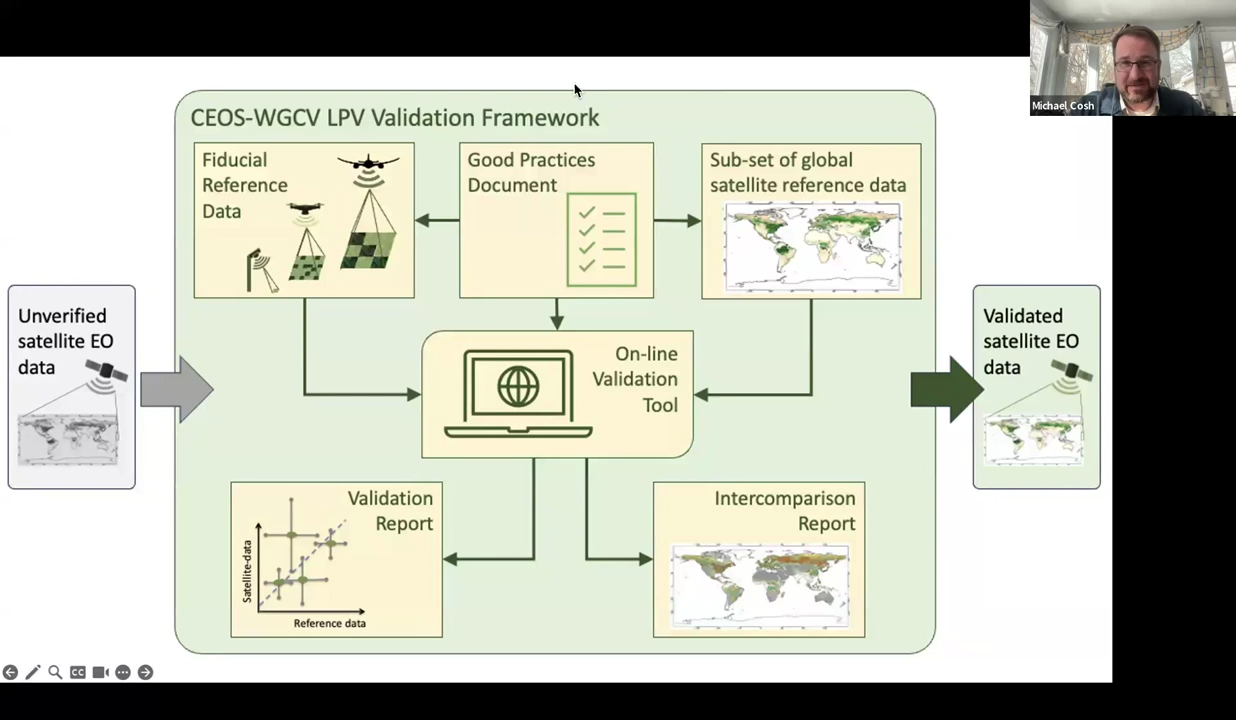 Michael Cosh
CEOS-WGCV LPV Validation Framework
Fiducial
Reference
Data
Good Practices
Document
Sub-set of global
satellite reference data
Unverified
satellite EO
data
On-line
Validation
Tool
Validated
satellite EO
data
Validation
Report
Satellite-data
Reference data
Intercomparison
Report
CC